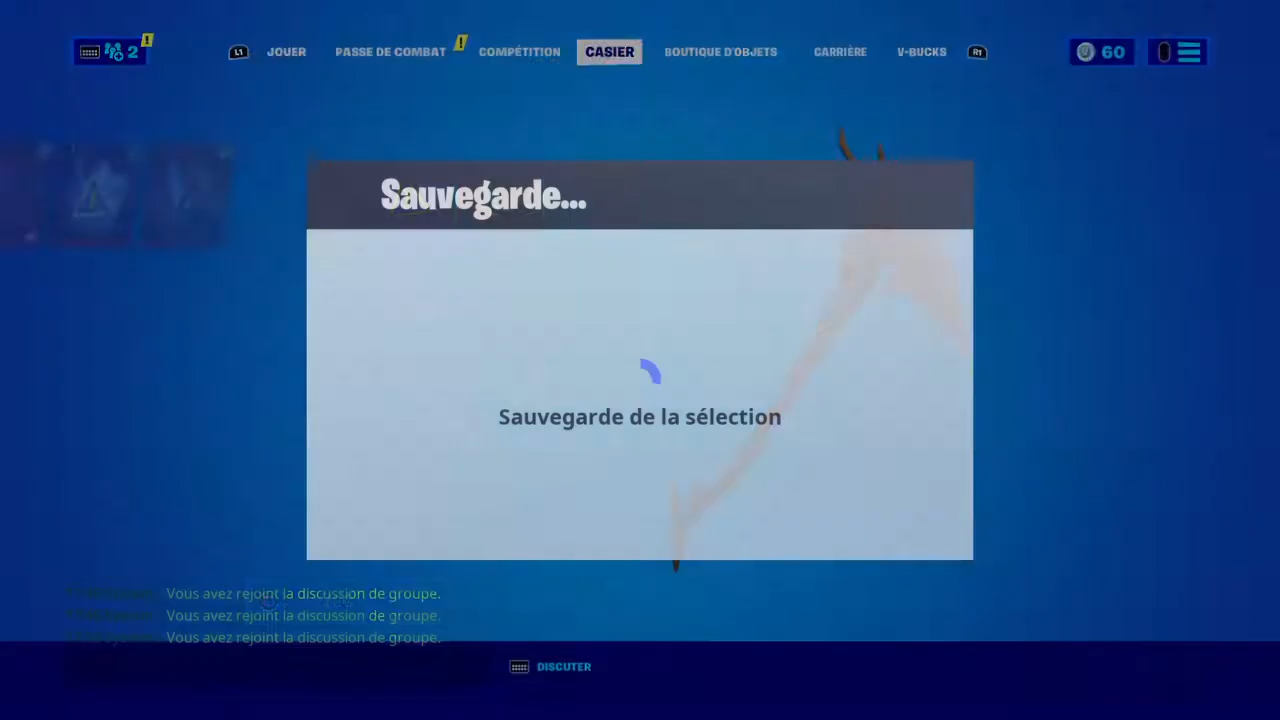 2
!
L1
JOUER
PASSE DE COMBAT
!
COMPÉTITION
CASIER
BOUTIQUE D'OBJETS
CARRIÈRE
V-BUCKS
R1
60
Sauvegarde...
Sauvegarde de la sélection
Vous avez rejoint la discussion de groupe.
Vous avez rejoint la discussion de groupe.
Vous avez rejoint la discussion de groupe.
DISCUTER